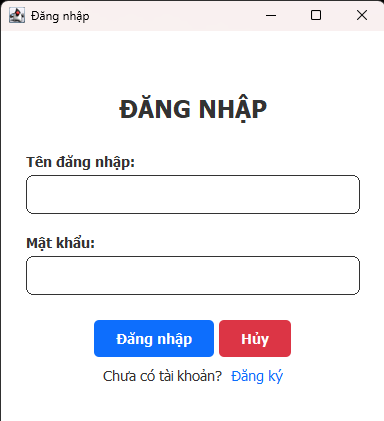 Đăng nhập
ĐĂNG NHẬP
Tên đăng nhập:
Mật khẩu:
Đăng nhập Hủy
Chưa có tài khoản? Đăng ký